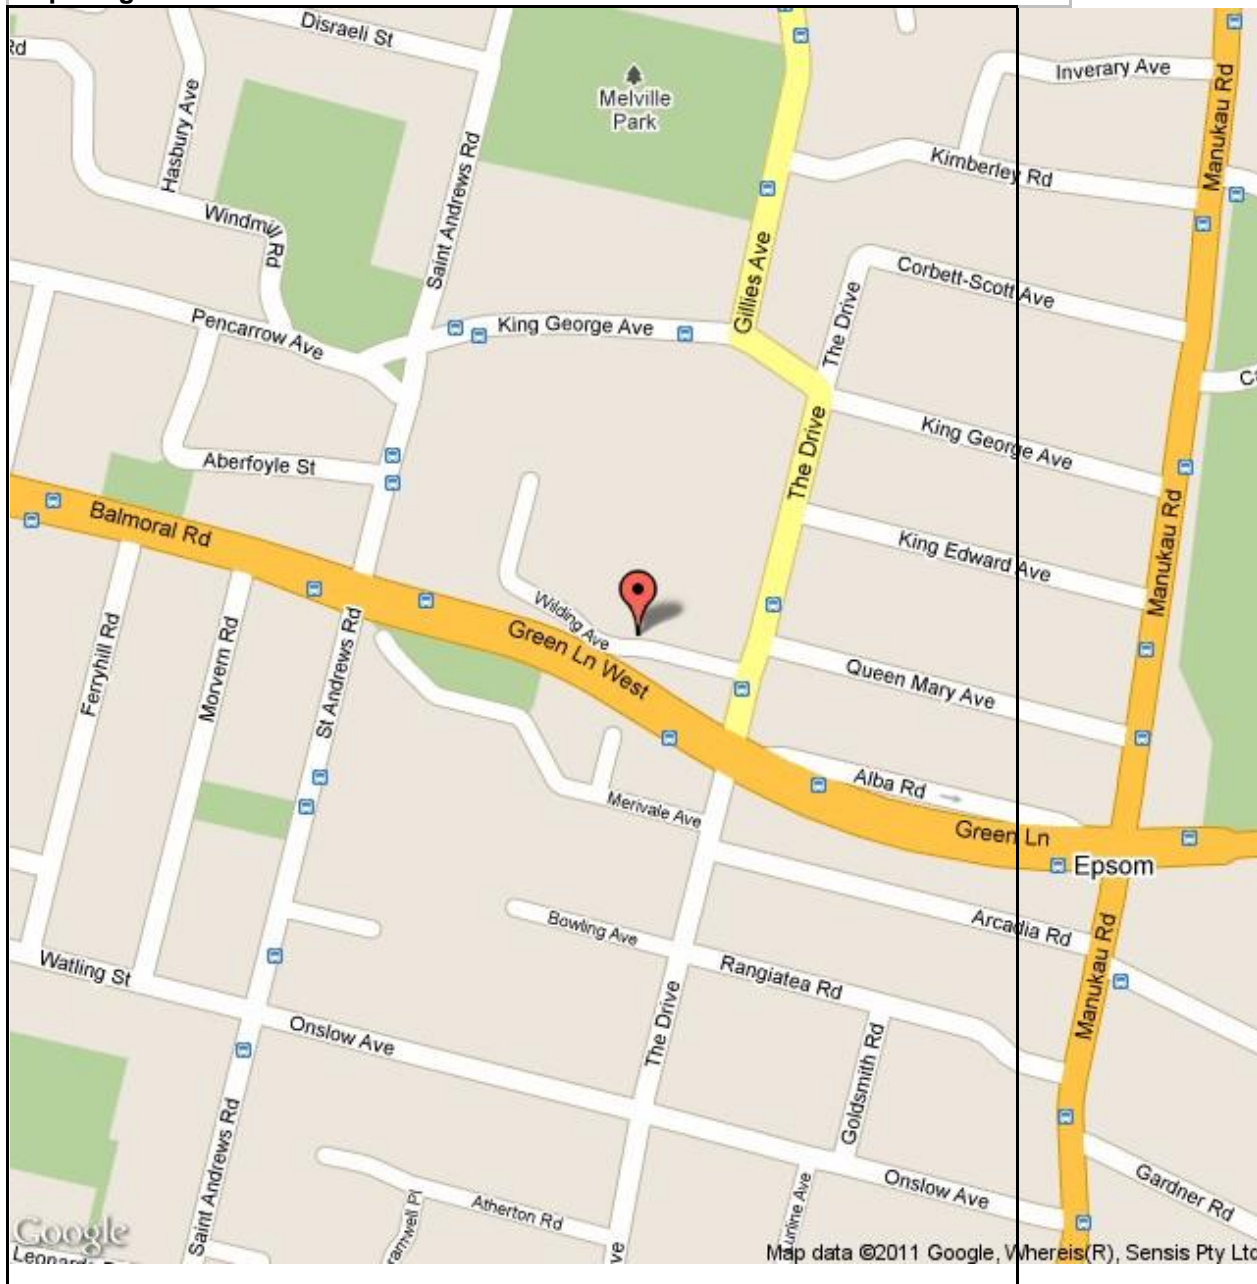 Disraeli St
Rd
Inverary Ave
Manukau Rd
Melville
Park
Hasbury Ave
Saint Andrews Rd
Kimberley Rd
Windmill Rd
Gillies Ave
Corbett-Scott Ave
The Drive
Pencarrow Ave
King George Ave
The Drive
King George Ave
Aberfoyle St
Manukau Rd
Balmoral Rd
King Edward Ave
Wilding Ave
Green Ln West
Ferryhill Rd
Morvern Rd
St Andrews Rd
Queen Mary Ave
Alba Rd
Merivale Ave
Green Ln
Epsom
Bowling Ave
Arcadia Rd
Manukau Rd
Watling St
Rangiatea Rd
Onslow Ave
The Drive
Goldsmith Rd
Saint Andrews Rd
Atherton Rd
Onslow Ave
Gardner Rd
Google
Map data ©2011 Google, Whereis(R), Sensis Pty Ltd